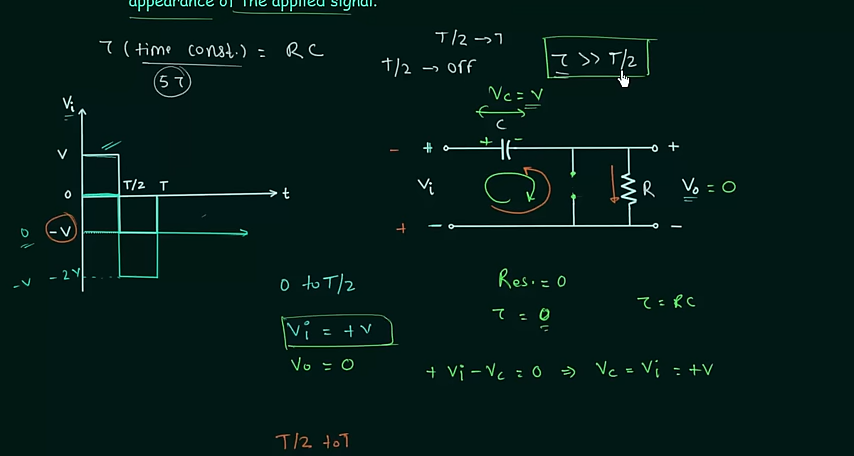 appearance of the applied signal.
τ (time const.) = RC
5τ
T/2 → T
T/2 → Off
τ >> T/2
Vi
V
0
T/2 T
t
0 -V
-V -2V
Vc = V
C
- + + - +
Vi
R
Vo = 0
+ - -
0 to T/2
Vi = +V
Vo = 0
Res. = 0
τ = 0
τ = RC
+ Vi - Vc = 0 ⇒ Vc = Vi = +V
T/2 to T